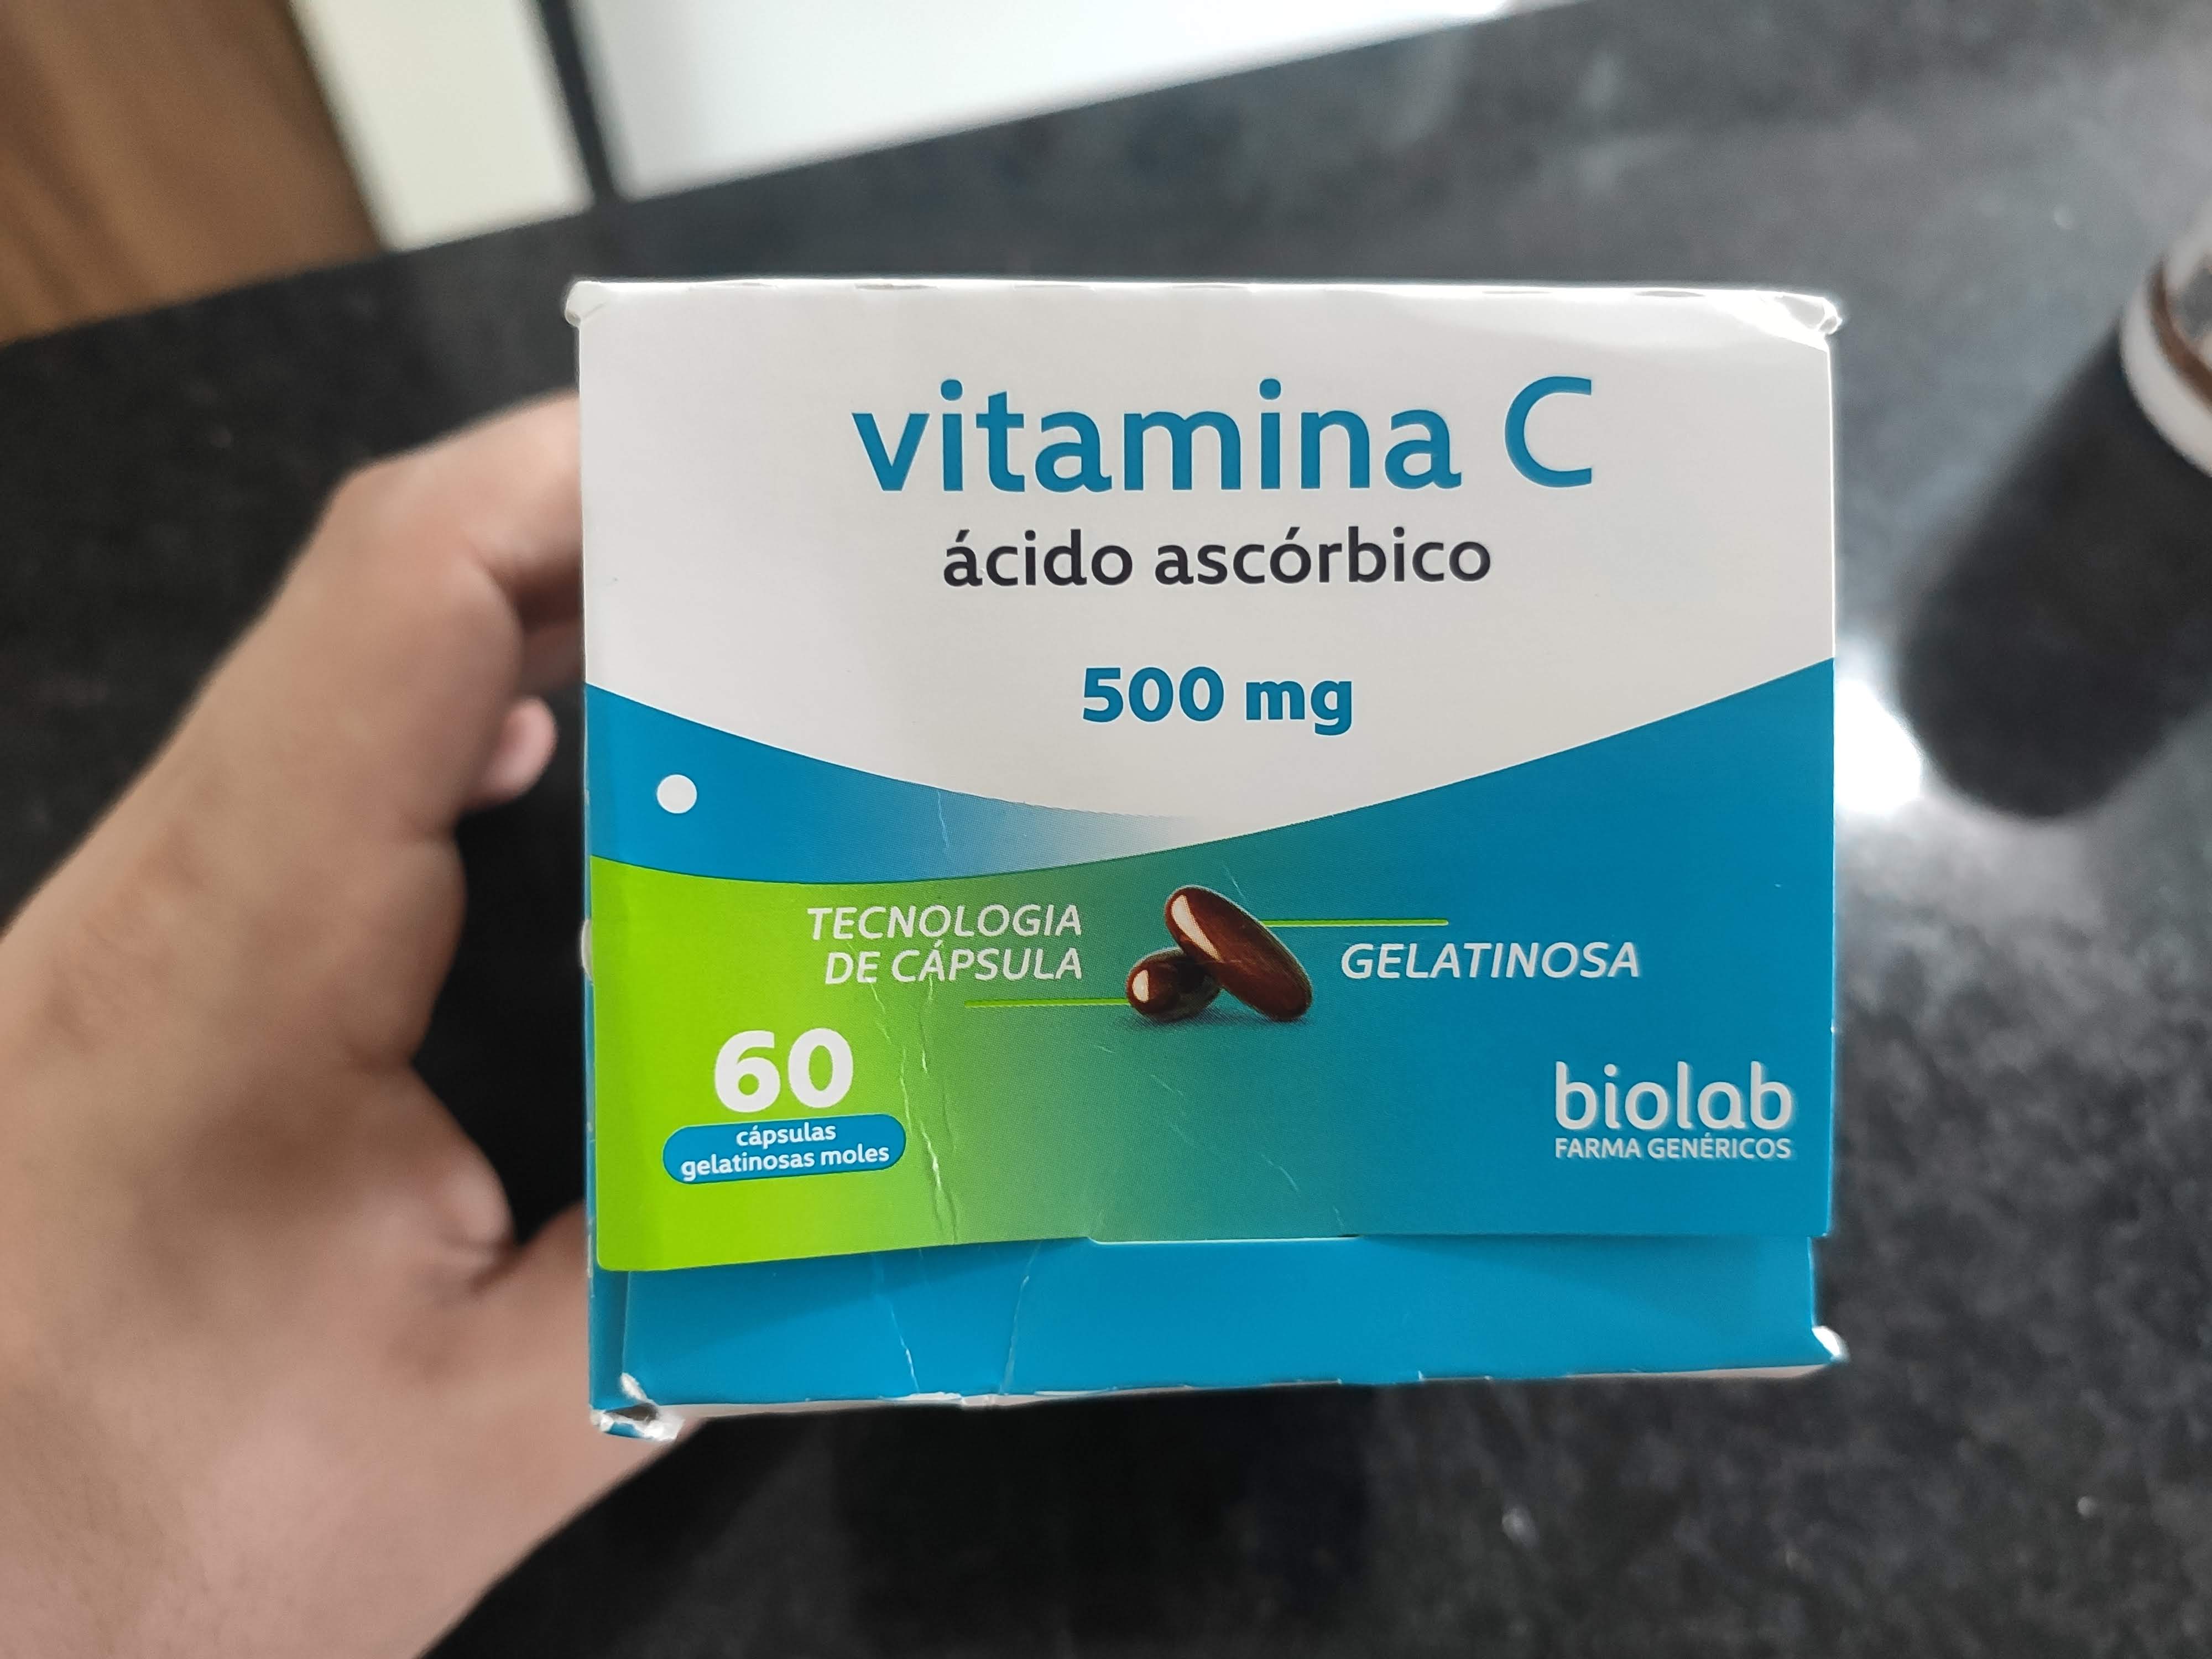 vitamina C
ácido ascórbico
500 mg
TECNOLOGIA
DE CÁPSULA
GELATINOSA
60
cápsulas
gelatinosas moles
biolab
FARMA GENÉRICOS